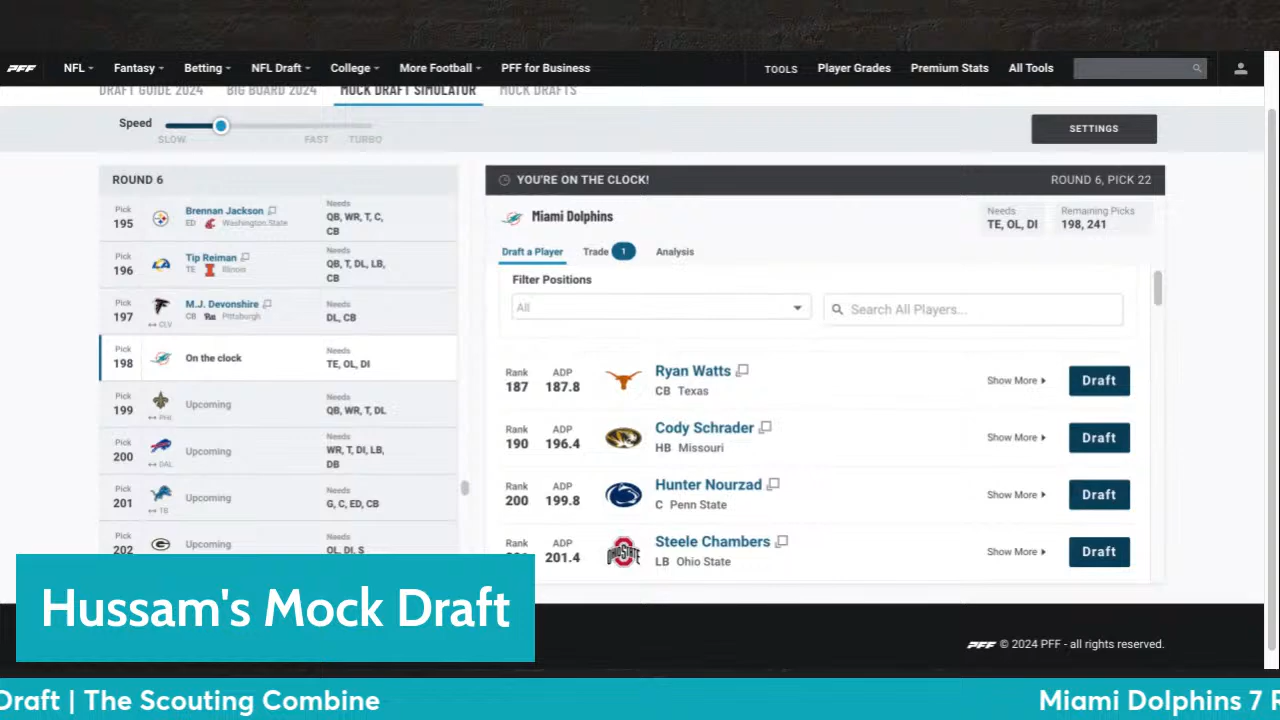 PFF NFL Fantasy Betting NFL Draft College More Football PFF for Business TOOLS Player Grades Premium Stats All Tools
DRAFT GUIDE 2024 BIG BOARD 2024 MOCK DRAFT SIMULATOR MOCK DRAFTS
Speed
SLOW FAST TURBO
SETTINGS
ROUND 6
Pick
195
Brennan Jackson
ED Washington State
Needs
QB, WR, T, C,
CB
Pick
196
Tip Reiman
TE Illinois
Needs
QB, T, DL, LB,
CB
Pick
197
CLV
M.J. Devonshire
CB Pitt Pittsburgh
Needs
DL, CB
Pick
198
On the clock
Needs
TE, OL, DI
Pick
199
PHI
Upcoming
Needs
QB, WR, T, DL
Pick
200
DAL
Upcoming
Needs
WR, T, DI, LB,
DB
Pick
201
TB
Upcoming
Needs
G, C, ED, CB
Pick
202
Upcoming
Needs
OL, DI, S
YOU'RE ON THE CLOCK!
ROUND 6, PICK 22
Miami Dolphins
Needs
TE, OL, DI
Remaining Picks
198, 241
Draft a Player Trade 1 Analysis
Filter Positions
All
Search All Players...
Rank
187
ADP
187.8
Ryan Watts
CB Texas
Show More
Draft
Rank
190
ADP
196.4
Cody Schrader
HB Missouri
Show More
Draft
Rank
200
ADP
199.8
Hunter Nourzad
C Penn State
Show More
Draft
Rank
ADP
201.4
OHIO STATE
Steele Chambers
LB Ohio State
Show More
Draft
Hussam's Mock Draft
PFF © 2024 PFF - all rights reserved.
Draft | The Scouting Combine
Miami Dolphins 7